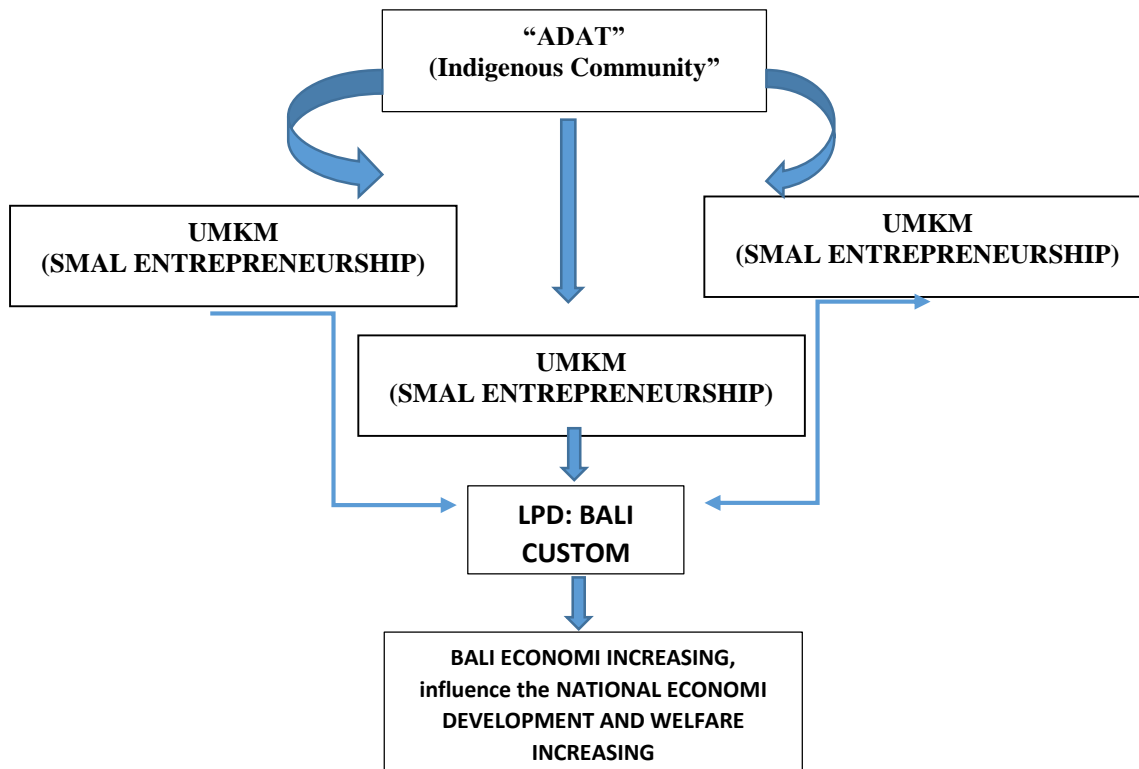 “ADAT”
(Indigenous Community”
UMKM
(SMAL ENTREPRENEURSHIP)
UMKM
(SMAL ENTREPRENEURSHIP)
UMKM
(SMAL ENTREPRENEURSHIP)
LPD: BALI
CUSTOM
BALI ECONOMI INCREASING,
influence the NATIONAL ECONOMI
DEVELOPMENT AND WELFARE
INCREASING